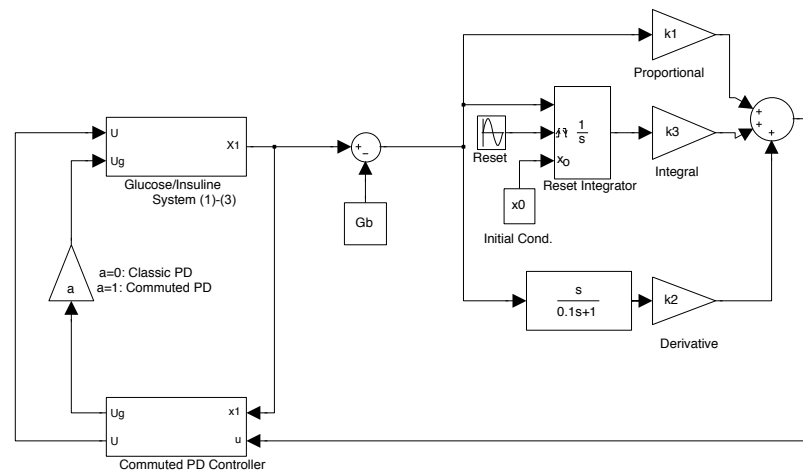 k1
Proportional
U
X1
Ug
Glucose/Insuline
System (1)-(3)
+
−
Gb
1
s
xo
Reset
Reset Integrator
x0
Initial Cond.
k3
Integral
+
+
+
a
a=0: Classic PD
a=1: Commuted PD
s
0.1s+1
k2
Derivative
Ug
x1
U
u
Commuted PD Controller